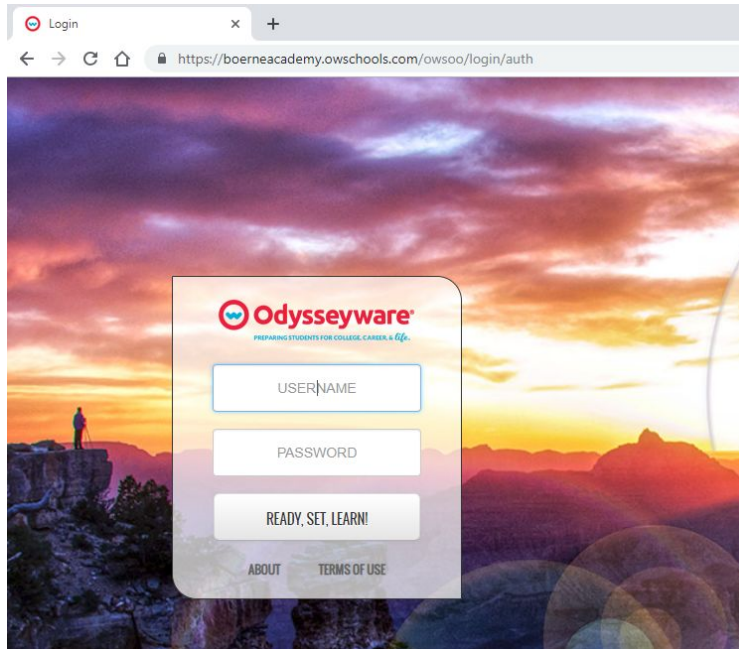 Login
https://boerneacademy.owschools.com/owsoo/login/auth
Odysseyware®
PREPARING STUDENTS FOR COLLEGE, CAREER, & life.
USERNAME
PASSWORD
READY, SET, LEARN!
ABOUT TERMS OF USE